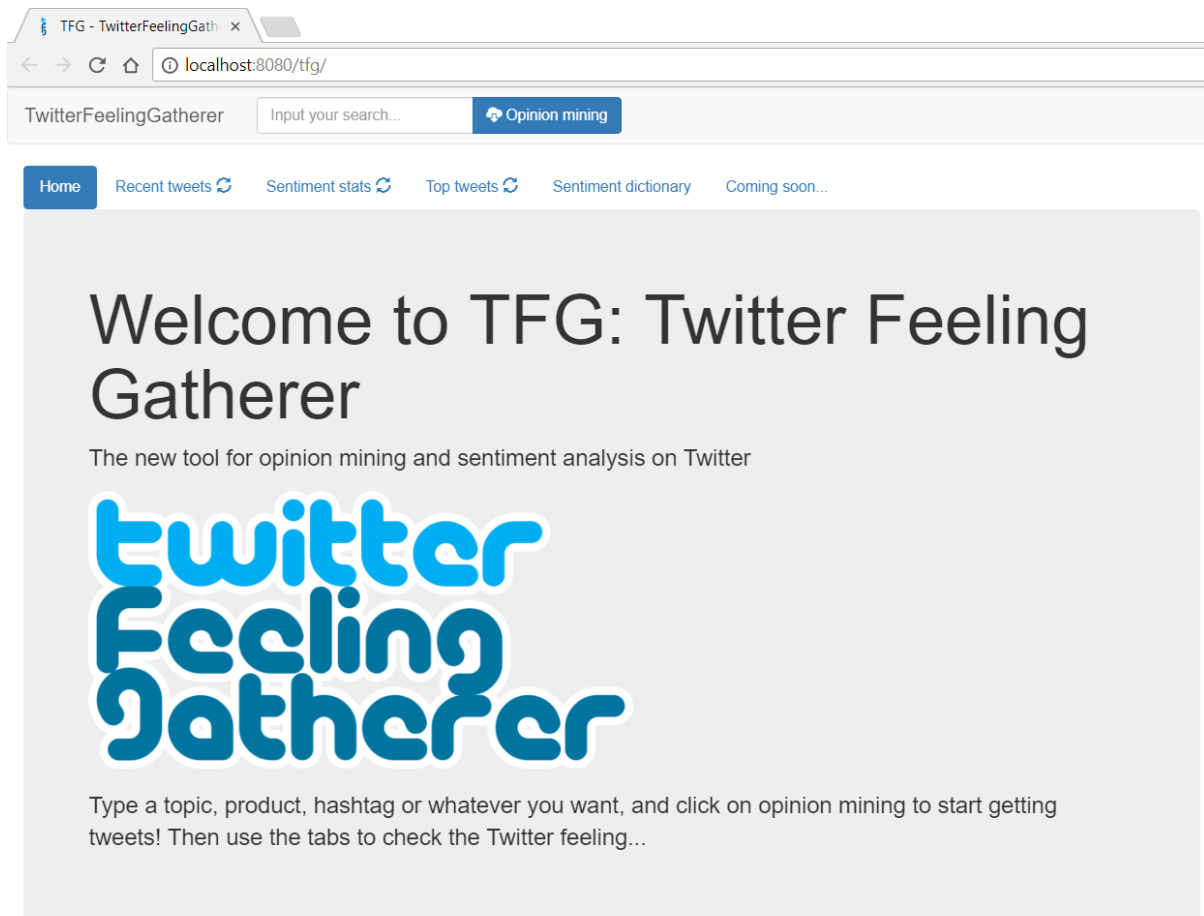 TFG - TwitterFeelingGath
localhost:8080/tfg/
TwitterFeelingGatherer Input your search... Opinion mining
Home Recent tweets Sentiment stats Top tweets Sentiment dictionary Coming soon...
Welcome to TFG: Twitter Feeling
Gatherer
The new tool for opinion mining and sentiment analysis on Twitter
twitter
Feeling
gatherer
Type a topic, product, hashtag or whatever you want, and click on opinion mining to start getting
tweets! Then use the tabs to check the Twitter feeling...